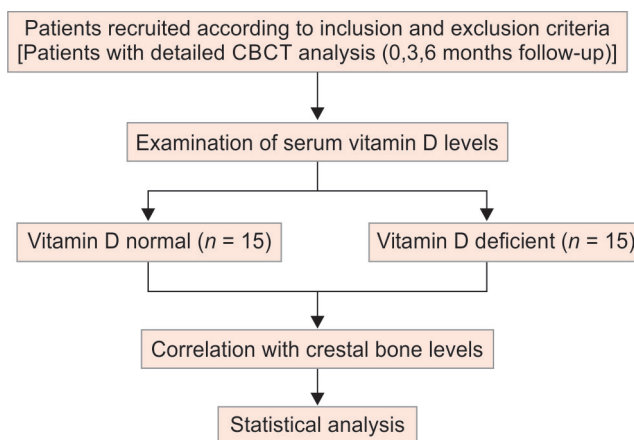 Patients recruited according to inclusion and exclusion criteria
[Patients with detailed CBCT analysis (0,3,6 months follow-up)]
Examination of serum vitamin D levels
Vitamin D normal (n = 15)
Vitamin D deficient (n = 15)
Correlation with crestal bone levels
Statistical analysis